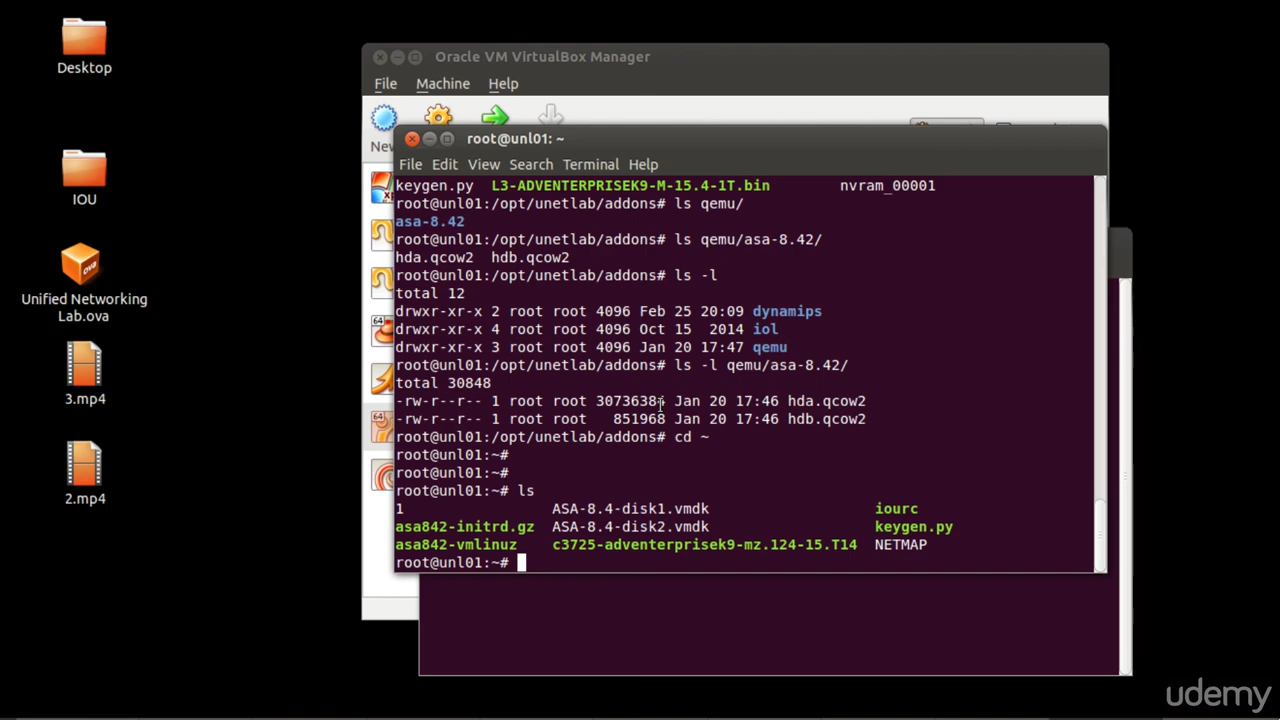 Desktop
IOU
Unified Networking
Lab.ova
3.mp4
2.mp4
Oracle VM VirtualBox Manager
File Machine Help
root@unl01: ~
File Edit View Search Terminal Help
keygen.py L3-ADVENTERPRISEK9-M-15.4-1T.bin nvram_00001
root@unl01:/opt/unetlab/addons# ls qemu/
asa-8.42
root@unl01:/opt/unetlab/addons# ls qemu/asa-8.42/
hda.qcow2 hdb.qcow2
root@unl01:/opt/unetlab/addons# ls -l
total 12
drwxr-xr-x 2 root root 4096 Feb 25 20:09 dynamips
drwxr-xr-x 4 root root 4096 Oct 15 2014 iol
drwxr-xr-x 3 root root 4096 Jan 20 17:47 qemu
root@unl01:/opt/unetlab/addons# ls -l qemu/asa-8.42/
total 30848
-rw-r--r-- 1 root root Jan 20 17:46 hda.qcow2
-rw-r--r-- 1 root root 851968 Jan 20 17:46 hdb.qcow2
root@unl01:/opt/unetlab/addons# cd ~
root@unl01:~#
root@unl01:~#
root@unl01:~# ls
1 ASA-8.4-disk1.vmdk iourc
asa842-initrd.gz ASA-8.4-disk2.vmdk keygen.py
asa842-vmlinuz c3725-adventerprisek9-mz.124-15.T14 NETMAP
root@unl01:~#
udemy